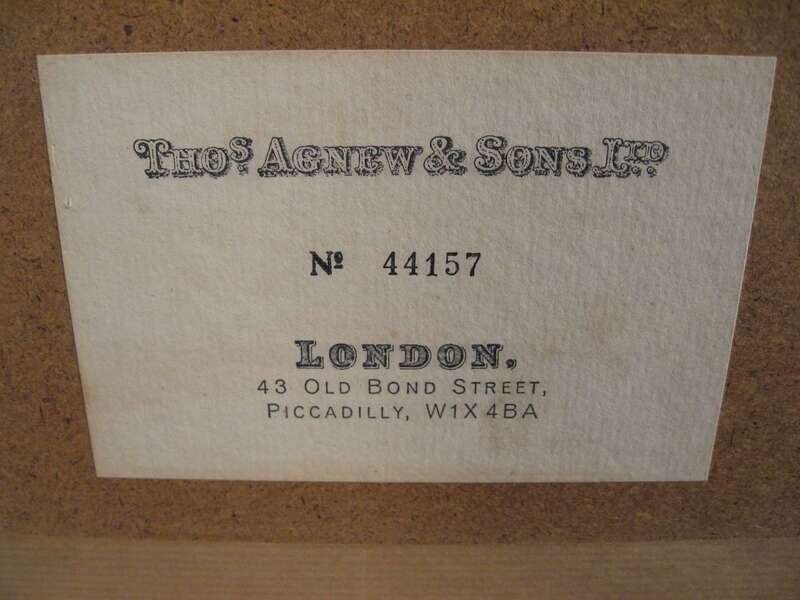 Thos Agnew & Sons Ltd
No 44157
London,
43 Old Bond Street,
Piccadilly, W1X 4BA